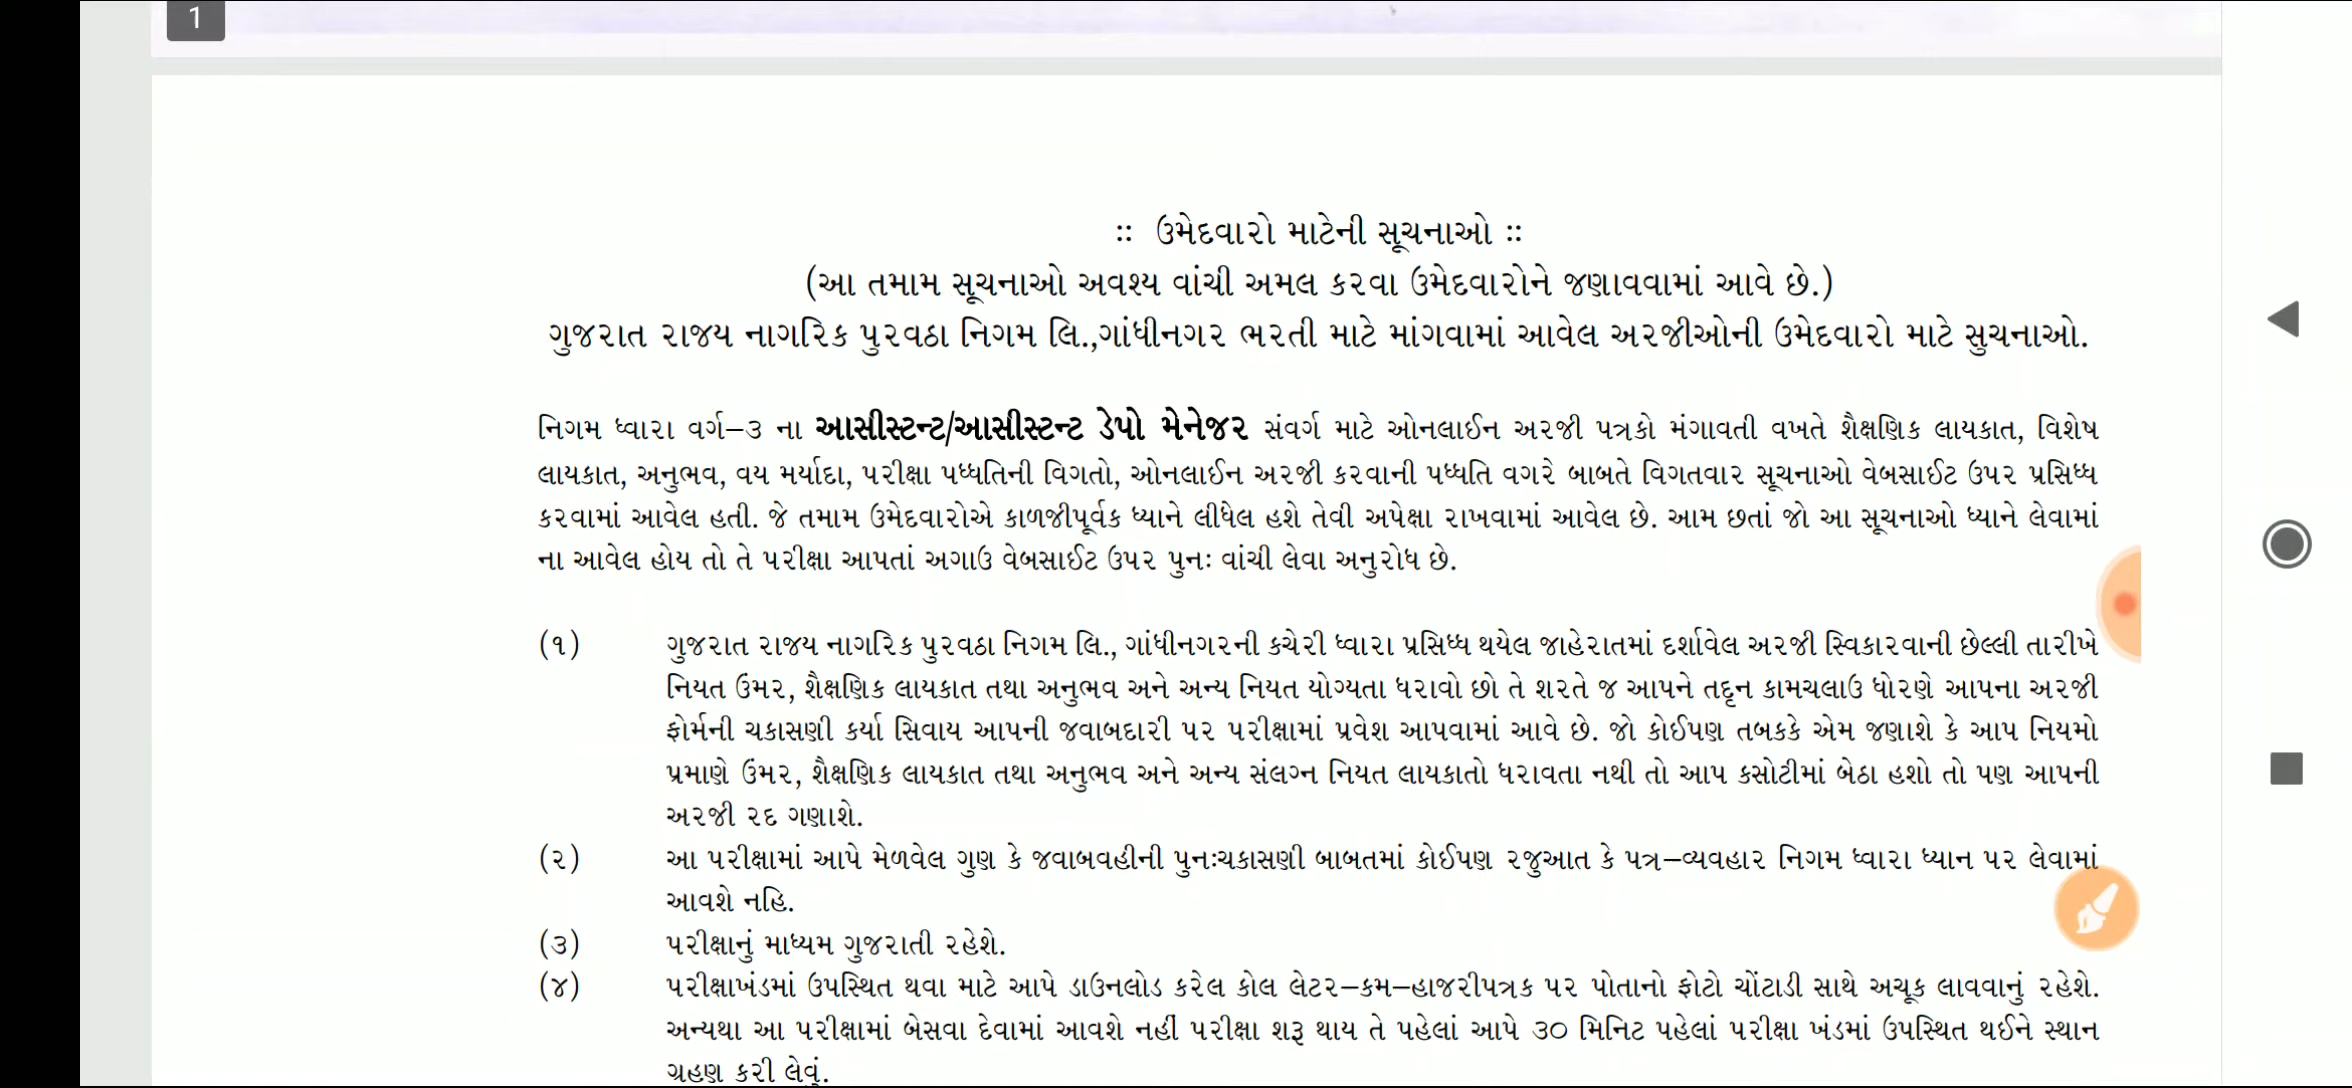 1
:: ઉમેદવારો માટેની સૂચનાઓ ::
(આ તમામ સૂચનાઓ અવશ્ય વાંચી અમલ કરવા ઉમેદવારોને જણાવવામાં આવે છે.)
ગુજરાત રાજય નાગરિક પુરવઠા નિગમ લિ.,ગાંધીનગર ભરતી માટે માંગવામાં આવેલ અરજીઓની ઉમેદવારો માટે સુચનાઓ.
નિગમ ધ્વારા વર્ગ–૩ ના આસીસ્ટન્ટ/આસીસ્ટન્ટ ડેપો મેનેજર સંવર્ગ માટે ઓનલાઈન અરજી પત્રકો મંગાવતી વખતે શૈક્ષણિક લાયકાત, વિશેષ
લાયકાત, અનુભવ, વય મર્યાદા, પરીક્ષા પધ્ધતિની વિગતો, ઓનલાઈન અરજી કરવાની પધ્ધતિ વગરે બાબતે વિગતવાર સૂચનાઓ વેબસાઈટ ઉપર પ્રસિધ્ધ
કરવામાં આવેલ હતી. જે તમામ ઉમેદવારોએ કાળજીપૂર્વક ધ્યાને લીધેલ હશે તેવી અપેક્ષા રાખવામાં આવેલ છે. આમ છતાં જો આ સૂચનાઓ ધ્યાને લેવામાં
ના આવેલ હોય તો તે પરીક્ષા આપતાં અગાઉ વેબસાઈટ ઉપર પુનઃ વાંચી લેવા અનુરોધ છે.
(૧) ગુજરાત રાજય નાગરિક પુરવઠા નિગમ લિ., ગાંધીનગરની કચેરી ધ્વારા પ્રસિધ્ધ થયેલ જાહેરાતમાં દર્શાવેલ અરજી સ્વિકારવાની છેલ્લી તારીખે
નિયત ઉંમર, શૈક્ષણિક લાયકાત તથા અનુભવ અને અન્ય નિયત યોગ્યતા ધરાવો છો તે શરતે જ આપને તદ્દન કામચલાઉ ધોરણે આપના અરજી
ફોર્મની ચકાસણી કર્યા સિવાય આપની જવાબદારી પર પરીક્ષામાં પ્રવેશ આપવામાં આવે છે. જો કોઈપણ તબકકે એમ જણાશે કે આપ નિયમો
પ્રમાણે ઉંમર, શૈક્ષણિક લાયકાત તથા અનુભવ અને અન્ય સંલગ્ન નિયત લાયકાતો ધરાવતા નથી તો આપ કસોટીમાં બેઠા હશો તો પણ આપની
અરજી રદ ગણાશે.
(૨) આ પરીક્ષામાં આપે મેળવેલ ગુણ કે જવાબવહીની પુનઃચકાસણી બાબતમાં કોઈપણ રજુઆત કે પત્ર–વ્યવહાર નિગમ ધ્વારા ધ્યાન પર લેવામાં
આવશે નહિ.
(૩) પરીક્ષાનું માધ્યમ ગુજરાતી રહેશે.
(૪) પરીક્ષાખંડમાં ઉપસ્થિત થવા માટે આપે ડાઉનલોડ કરેલ કોલ લેટર–કમ–હાજરીપત્રક પર પોતાનો ફોટો ચોંટાડી સાથે અચૂક લાવવાનું રહેશે.
અન્યથા આ પરીક્ષામાં બેસવા દેવામાં આવશે નહીં પરીક્ષા શરૂ થાય તે પહેલાં આપે ૩૦ મિનિટ પહેલાં પરીક્ષા ખંડમાં ઉપસ્થિત થઈને સ્થાન
ગ્રહણ કરી લેવું.